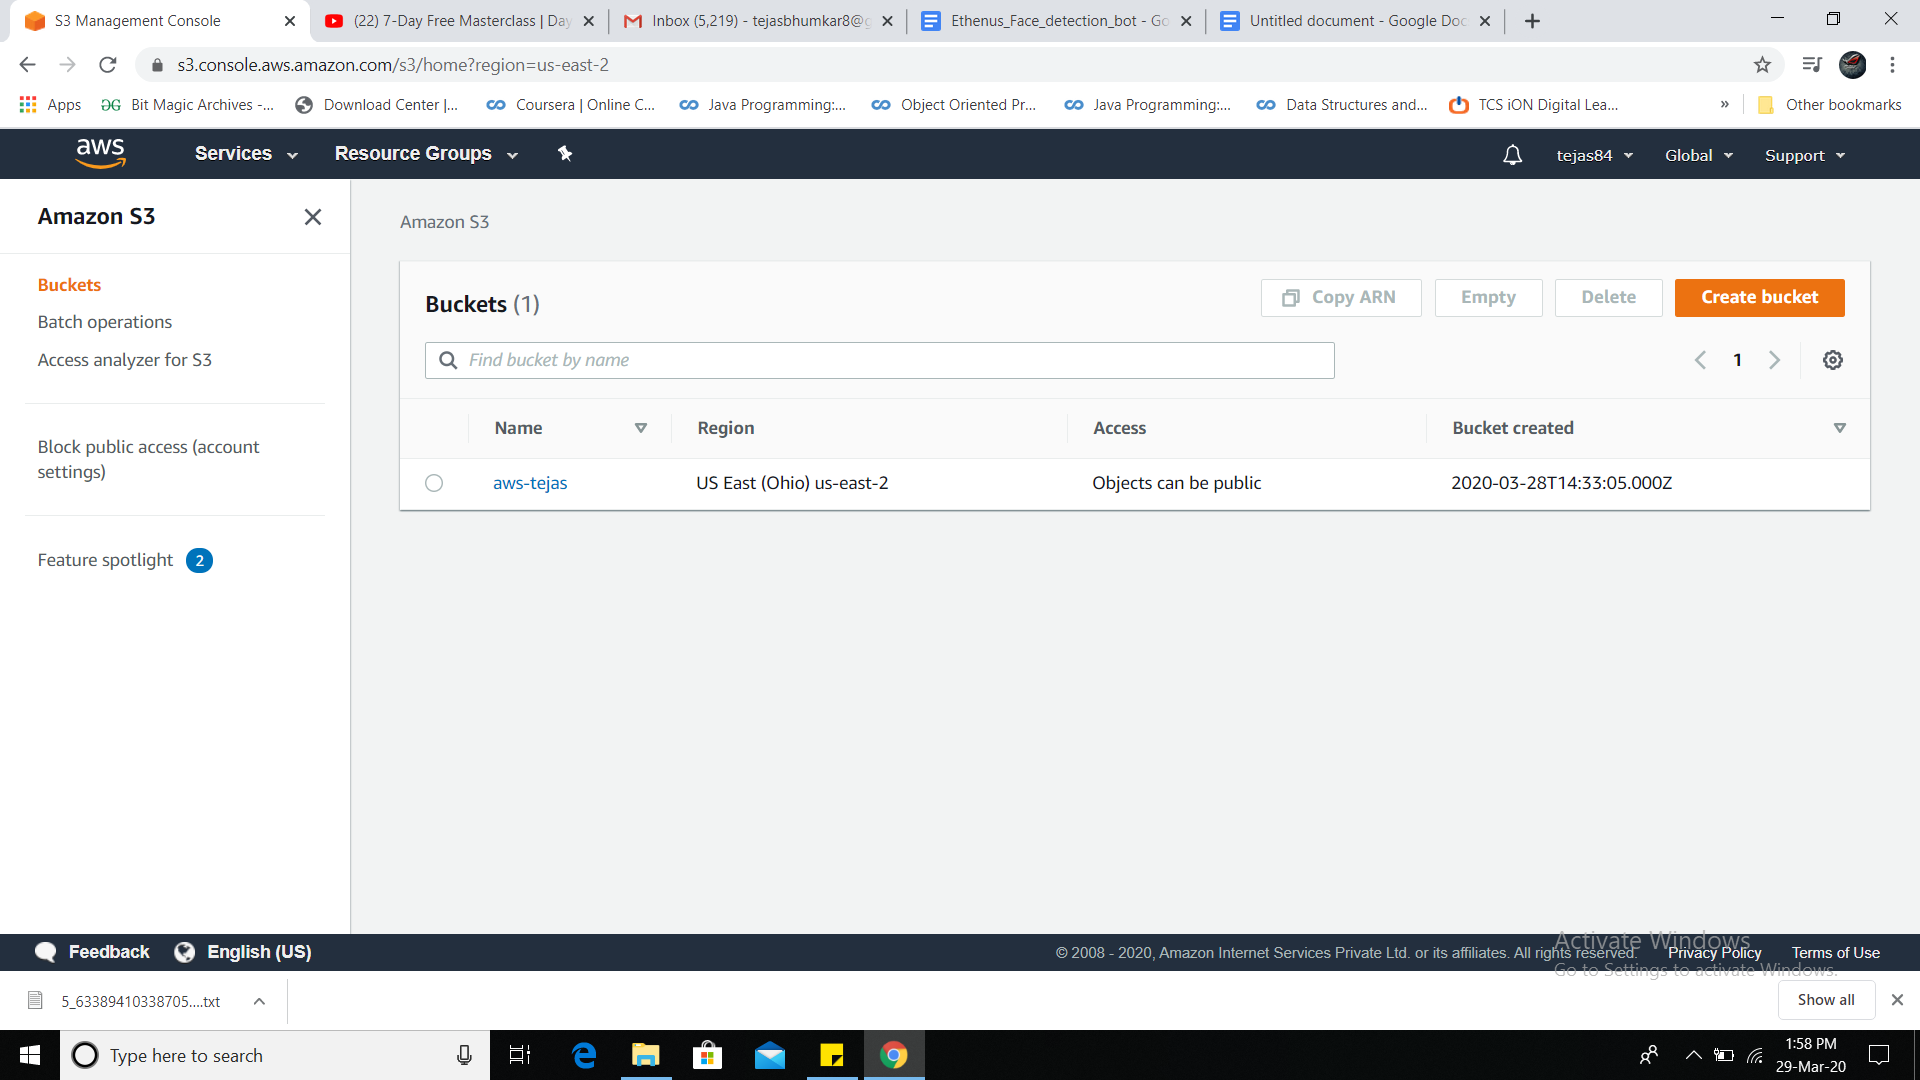 S3 Management Console
(22) 7-Day Free Masterclass | Day
Inbox (5,219) - tejasbhumkar8@g
Ethenus_Face_detection_bot - Go
Untitled document - Google Doc
s3.console.aws.amazon.com/s3/home?region=us-east-2
Apps
Bit Magic Archives -...
Download Center |...
Coursera | Online C...
Java Programming:...
Object Oriented Pr...
Java Programming:...
Data Structures and...
TCS iON Digital Lea...
»
Other bookmarks
aws
Services
Resource Groups
tejas84
Global
Support
Amazon S3
Buckets
Batch operations
Access analyzer for S3
Block public access (account
settings)
Feature spotlight 2
Amazon S3
Buckets (1)
Copy ARN
Empty
Delete
Create bucket
Find bucket by name
1
Name Region Access Bucket created
aws-tejas US East (Ohio) us-east-2 Objects can be public 2020-03-28T14:33:05.000Z
Feedback
English (US)
© 2008 - 2020, Amazon Internet Services Private Ltd. or its affiliates. All rights reserved.
Privacy Policy
Terms of Use
Activate Windows
Go to Settings to activate Windows.
5_63389410338705....txt
Show all
Type here to search
1:58 PM
29-Mar-20